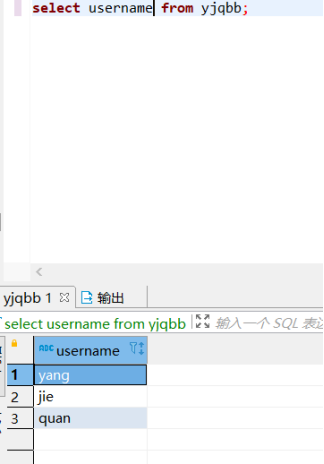 select username from yjqbb;
yjqbb 1 输出
select username from yjqbb 输入一个 SQL 表达
ABC username
1 yang
2 jie
3 quan